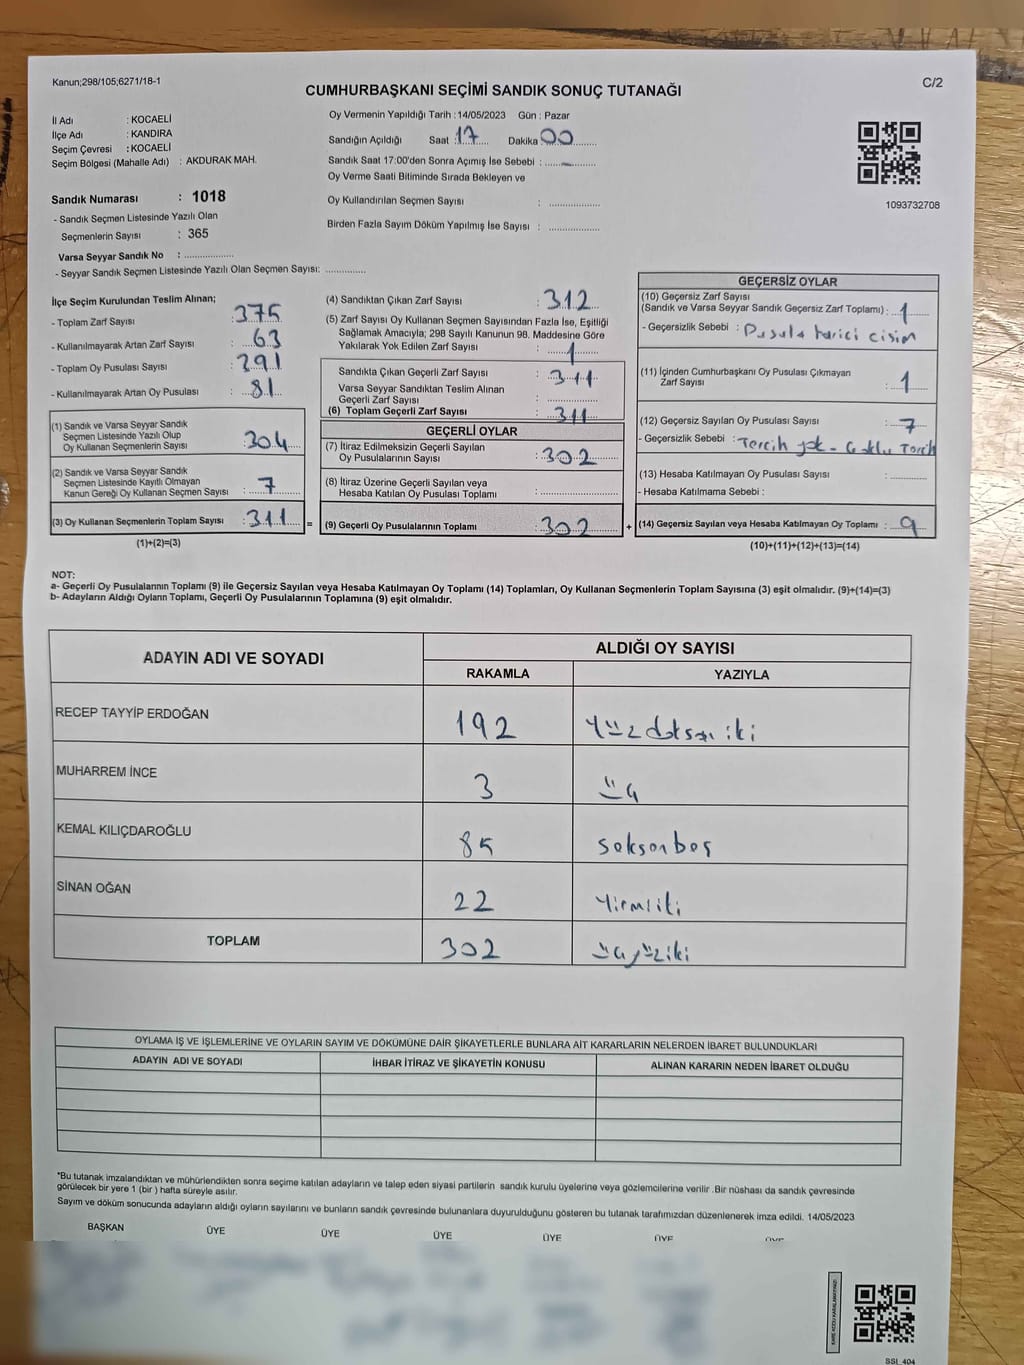 Kanun;298/105;6271/18-1
C/2
CUMHURBAŞKANI SEÇİMİ SANDIK SONUÇ TUTANAĞI
İl Adı : KOCAELİ
İlçe Adı : KANDIRA
Seçim Çevresi : KOCAELİ
Seçim Bölgesi (Mahalle Adı) : AKDURAK MAH.
Sandık Numarası : 1018
- Sandık Seçmen Listesinde Yazılı Olan
Seçmenlerin Sayısı : 365
Varsa Seyyar Sandık No : ..................
- Seyyar Sandık Seçmen Listesinde Yazılı Olan Seçmen Sayısı: ...............
Oy Vermenin Yapıldığı Tarih : 14/05/2023 Gün : Pazar
Sandığın Açıldığı Saat 17 Dakika 00
Sandık Saat 17:00'den Sonra Açımış İse Sebebi : ......–......
Oy Verme Saati Bitiminde Sırada Bekleyen ve
Oy Kullandırılan Seçmen Sayısı : ..................
Birden Fazla Sayım Döküm Yapılmış İse Sayısı : ..................
1093732708
İlçe Seçim Kurulundan Teslim Alınan;
- Toplam Zarf Sayısı : 375
- Kullanılmayarak Artan Zarf Sayısı : 63
- Toplam Oy Pusulası Sayısı : 391
- Kullanılmayarak Artan Oy Pusulası : 81
(1) Sandık ve Varsa Seyyar Sandık
Seçmen Listesinde Yazılı Olup
Oy Kullanan Seçmenlerin Sayısı : 304
(2) Sandık ve Varsa Seyyar Sandık
Seçmen Listesinde Kayıtlı Olmayan
Kanun Gereği Oy Kullanan Seçmen Sayısı : 7
(3) Oy Kullanan Seçmenlerin Toplam Sayısı : 311 =
(1)+(2)=(3)
(4) Sandıktan Çıkan Zarf Sayısı : 312
(5) Zarf Sayısı Oy Kullanan Seçmen Sayısından Fazla İse, Eşitliği
Sağlamak Amacıyla; 298 Sayılı Kanunun 98. Maddesine Göre
Yakılarak Yok Edilen Zarf Sayısı : 1
Sandıkta Çıkan Geçerli Zarf Sayısı : 311
Varsa Seyyar Sandıktan Teslim Alınan
Geçerli Zarf Sayısı : ..................
(6) Toplam Geçerli Zarf Sayısı : 311
GEÇERLİ OYLAR
(7) İtiraz Edilmeksizin Geçerli Sayılan
Oy Pusulalarının Sayısı : 302
(8) İtiraz Üzerine Geçerli Sayılan veya
Hesaba Katılan Oy Pusulası Toplamı : ..................
(9) Geçerli Oy Pusulalarının Toplamı : 302 +
GEÇERSİZ OYLAR
(10) Geçersiz Zarf Sayısı
(Sandık ve Varsa Seyyar Sandık Geçersiz Zarf Toplamı) : 1
- Geçersizlik Sebebi : Pusula harici cisim
(11) İçinden Cumhurbaşkanı Oy Pusulası Çıkmayan
Zarf Sayısı : 1
(12) Geçersiz Sayılan Oy Pusulası Sayısı : 7
- Geçersizlik Sebebi : Tercih yok - Çoklu Tercih
(13) Hesaba Katılmayan Oy Pusulası Sayısı : ............
- Hesaba Katılmama Sebebi :
(14) Geçersiz Sayılan veya Hesaba Katılmayan Oy Toplamı : 9
(10)+(11)+(12)+(13)=(14)
NOT:
a- Geçerli Oy Pusulalarının Toplamı (9) ile Geçersiz Sayılan veya Hesaba Katılmayan Oy Toplamı (14) Toplamları, Oy Kullanan Seçmenlerin Toplam Sayısına (3) eşit olmalıdır. (9)+(14)=(3)
b- Adayların Aldığı Oyların Toplamı, Geçerli Oy Pusulalarının Toplamına (9) eşit olmalıdır.
ADAYIN ADI VE SOYADI
ALDIĞI OY SAYISI
RAKAMLA YAZIYLA
RECEP TAYYİP ERDOĞAN 192 Yüzdoksan iki
MUHARREM İNCE 3 üç
KEMAL KILIÇDAROĞLU 85 seksenbeş
SİNAN OĞAN 22 Yirmiiki
TOPLAM 302 üçyüziki
OYLAMA İŞ VE İŞLEMLERİNE VE OYLARIN SAYIM VE DÖKÜMÜNE DAİR ŞİKAYETLERLE BUNLARA AİT KARARLARIN NELERDEN İBARET BULUNDUKLARI
ADAYIN ADI VE SOYADI İHBAR İTİRAZ VE ŞİKAYETİN KONUSU ALINAN KARARIN NEDEN İBARET OLDUĞU
*Bu tutanak imzalandıktan ve mühürlendikten sonra seçime katılan adayların ve talep eden siyasi partilerin sandık kurulu üyelerine veya gözlemcilerine verilir .Bir nüshası da sandık çevresinde
görülecek bir yere 1 (bir ) hafta süreyle asılır.
Sayım ve döküm sonucunda adayların aldığı oyların sayılarını ve bunların sandık çevresinde bulunanlara duyurulduğunu gösteren bu tutanak tarafımızdan düzenlenerek imza edildi. 14/05/2023
BAŞKAN ÜYE ÜYE ÜYE ÜYE ÜYE ÜYE
SSI_404